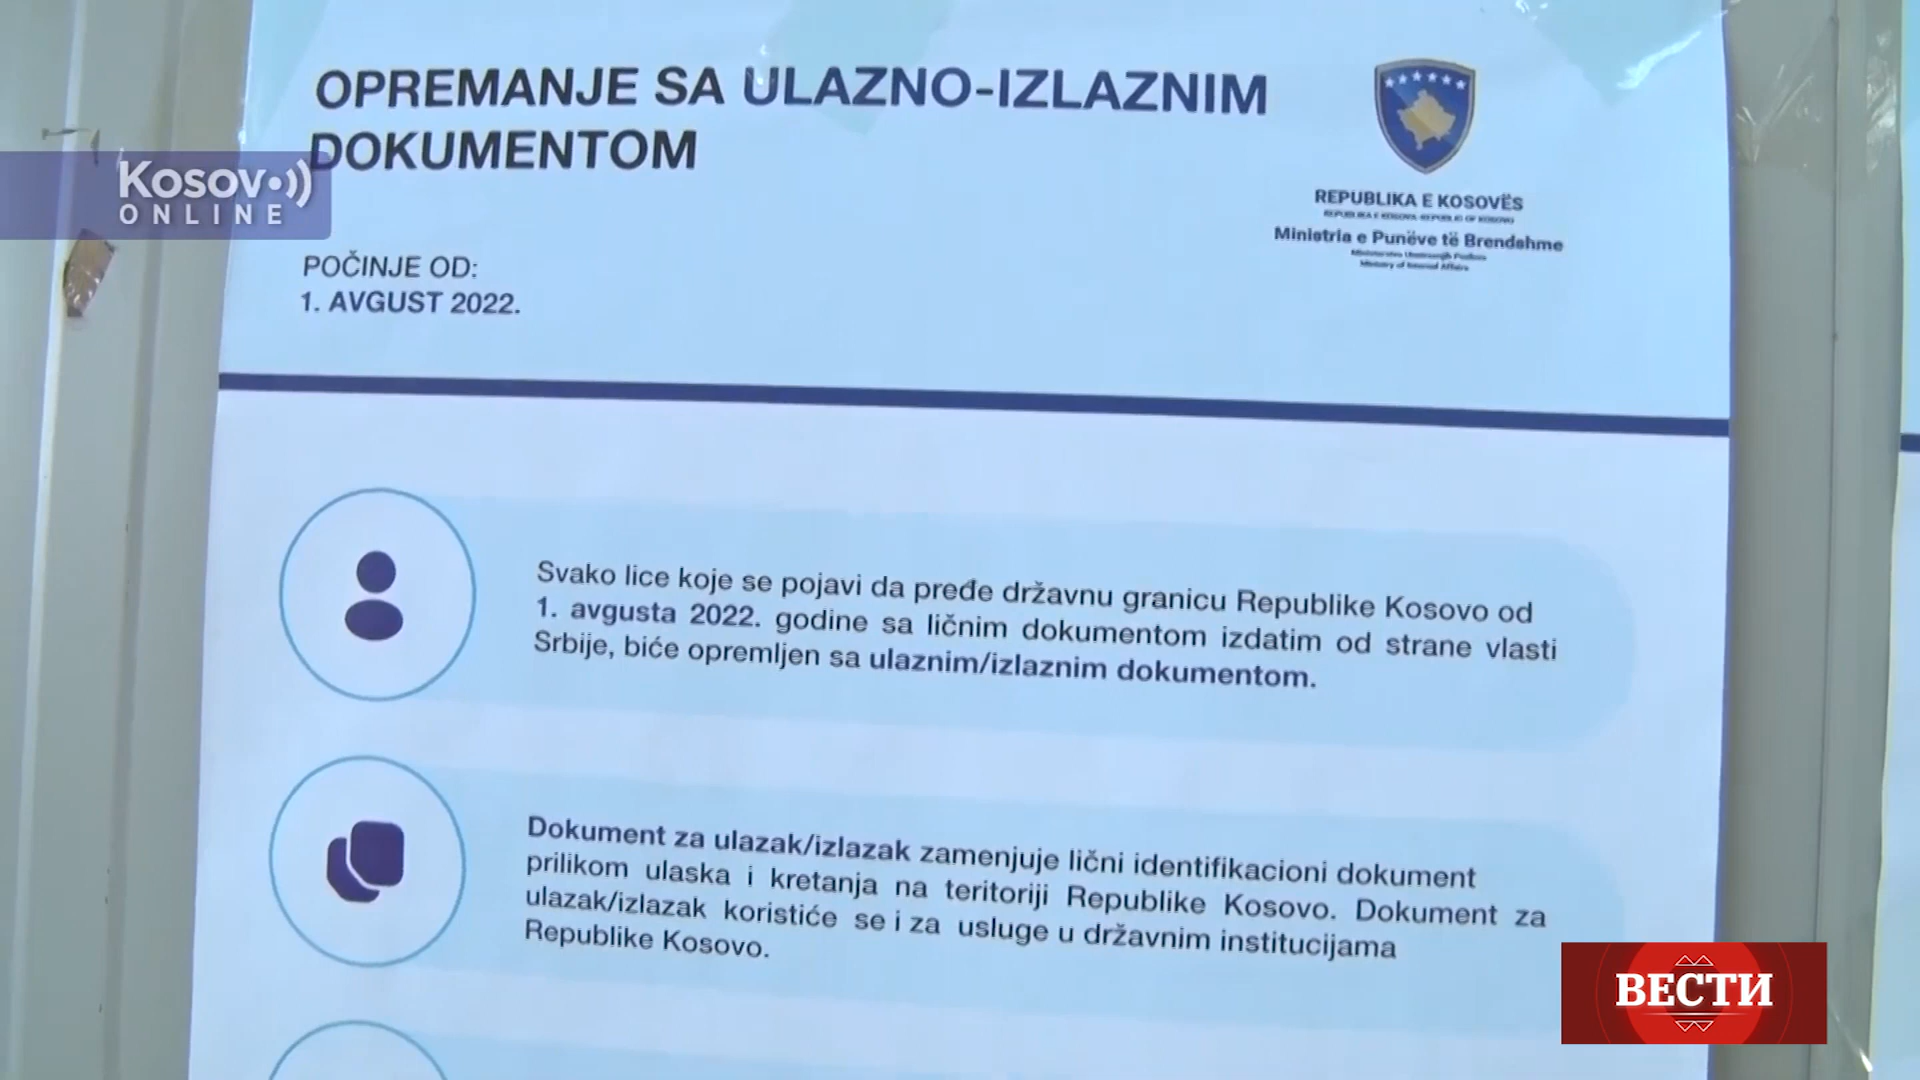 OPREMANJE SA ULAZNO-IZLAZNIM
DOKUMENTOM
Kosovo
ONLINE
POČINJE OD:
1. AVGUST 2022.
REPUBLIKA E KOSOVËS
Ministria e Punëve të Brendshme
Ministry of Internal Affairs
Svako lice koje se pojavi da pređe državnu granicu Republike Kosovo od
1. avgusta 2022. godine sa ličnim dokumentom izdatim od strane vlasti
Srbije, biće opremljen sa ulaznim/izlaznim dokumentom.
Dokument za ulazak/izlazak zamenjuje lični identifikacioni dokument
prilikom ulaska i kretanja na teritoriji Republike Kosovo. Dokument za
ulazak/izlazak koristiće se i za usluge u državnim institucijama
Republike Kosovo.
ВЕСТИ